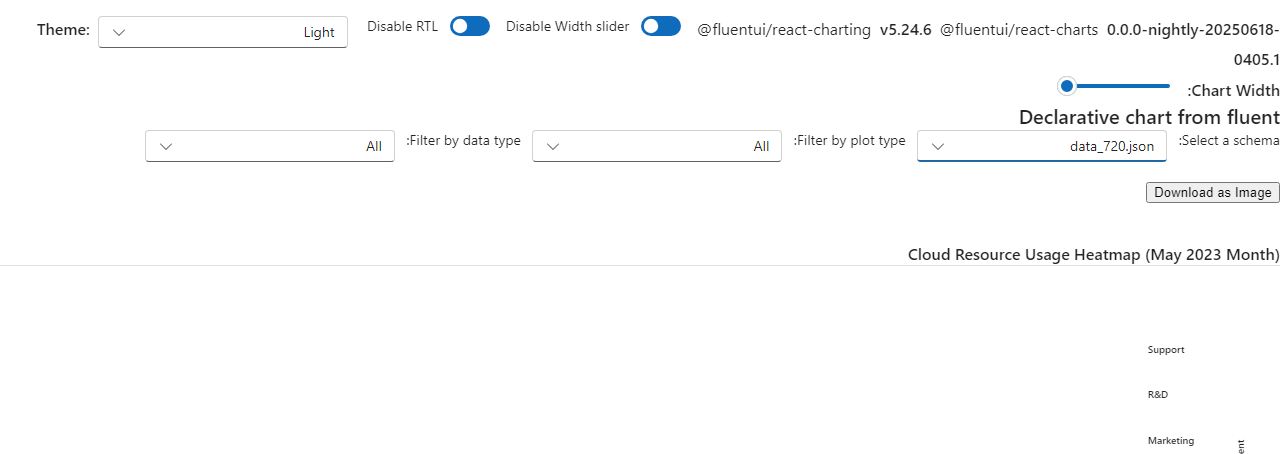 Theme: Light Disable RTL Disable Width slider @fluentui/react-charting v5.24.6 @fluentui/react-charts 0.0.0-nightly-20250618-
0405.1
:Chart Width
Declarative chart from fluent
:Select a schema data_720.json :Filter by plot type All :Filter by data type All
Download as Image
Cloud Resource Usage Heatmap (May 2023 Month)
Support
R&D
Marketing